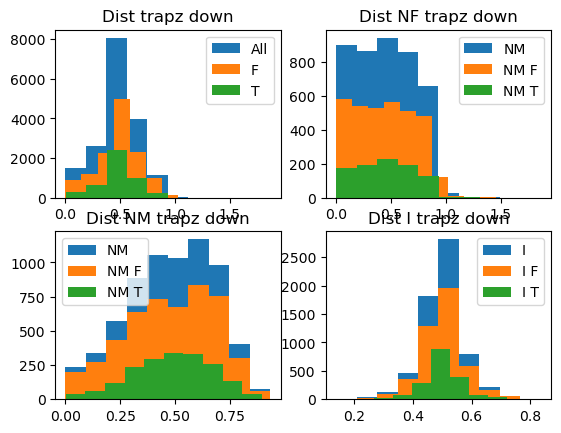 Dist trapz down
8000
6000
4000
2000
0
0.0 0.5 1.0 1.5
All
F
T
Dist NF trapz down
800
600
400
200
0
0.0 0.5 1.0 1.5
NM
NM F
NM T
Dist NM trapz down
1000
750
500
250
0
0.00 0.25 0.50 0.75
NM
NM F
NM T
Dist I trapz down
2500
2000
1500
1000
500
0
0.2 0.4 0.6 0.8
I
I F
I T